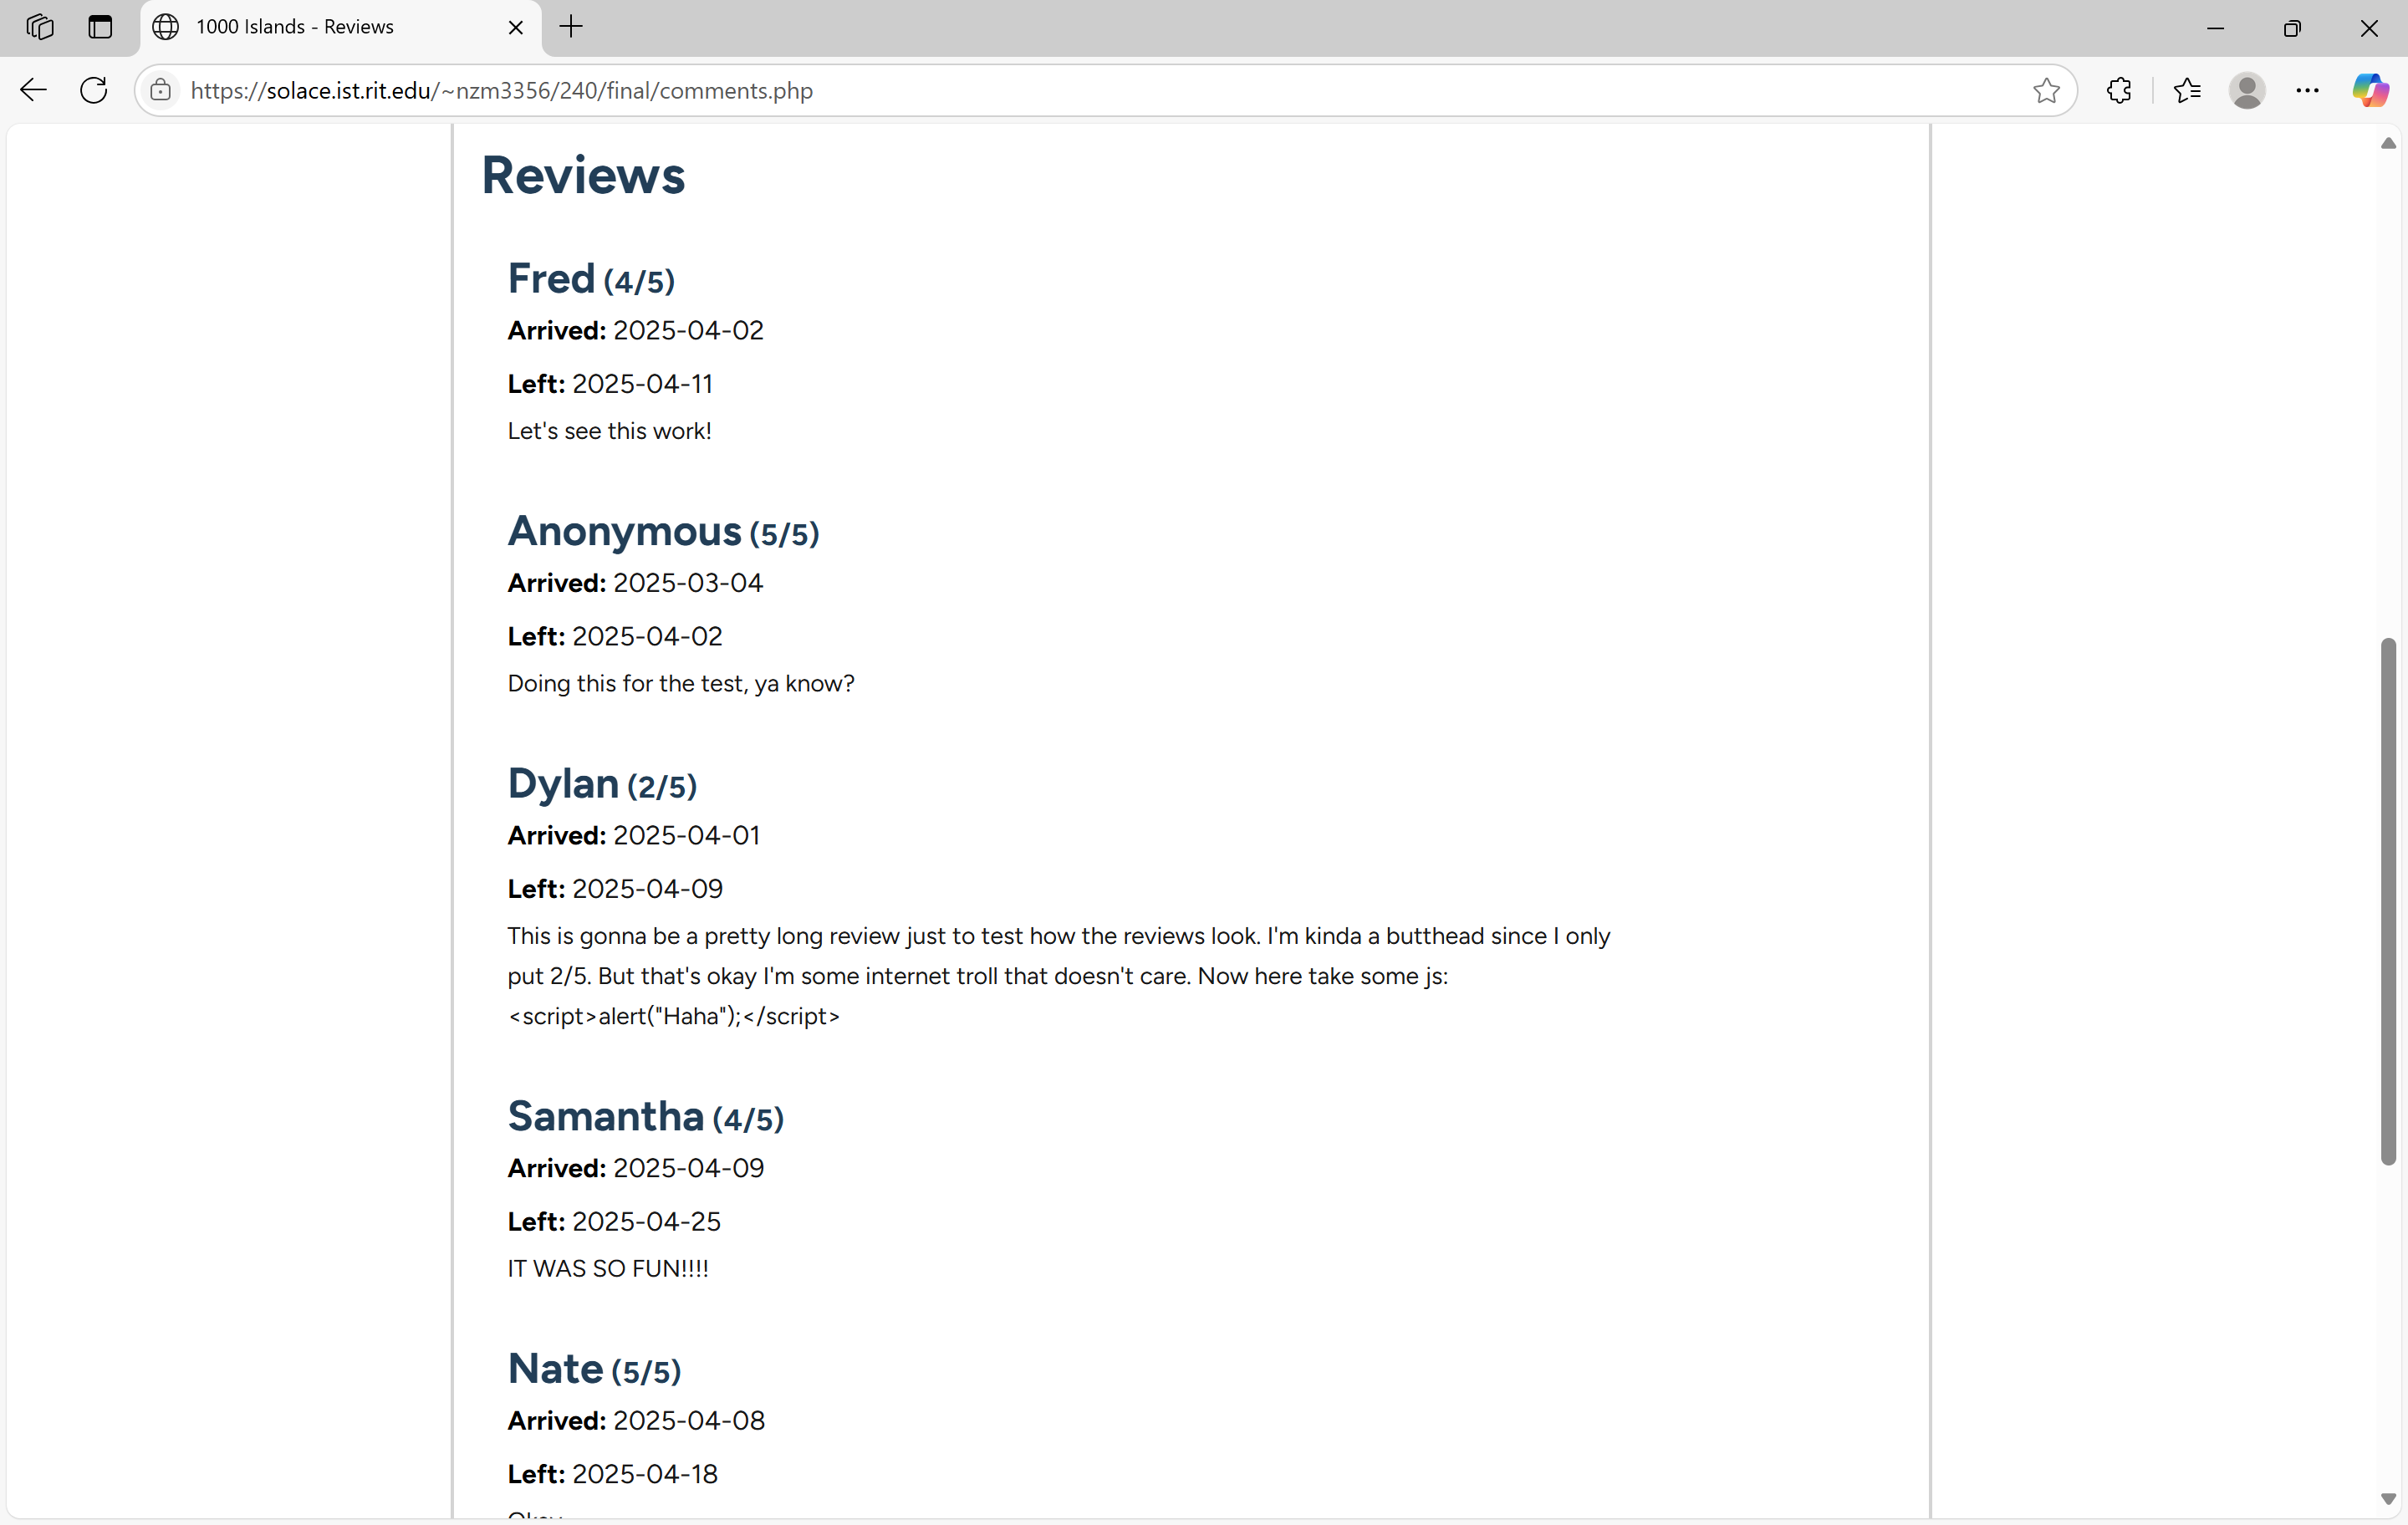 1000 Islands - Reviews
https://solace.ist.rit.edu/~nzm3356/240/final/comments.php
Reviews
Fred (4/5)
Arrived: 2025-04-02
Left: 2025-04-11
Let's see this work!
Anonymous (5/5)
Arrived: 2025-03-04
Left: 2025-04-02
Doing this for the test, ya know?
Dylan (2/5)
Arrived: 2025-04-01
Left: 2025-04-09
This is gonna be a pretty long review just to test how the reviews look. I'm kinda a butthead since I only
put 2/5. But that's okay I'm some internet troll that doesn't care. Now here take some js:
<script>alert("Haha");</script>
Samantha (4/5)
Arrived: 2025-04-09
Left: 2025-04-25
IT WAS SO FUN!!!!
Nate (5/5)
Arrived: 2025-04-08
Left: 2025-04-18